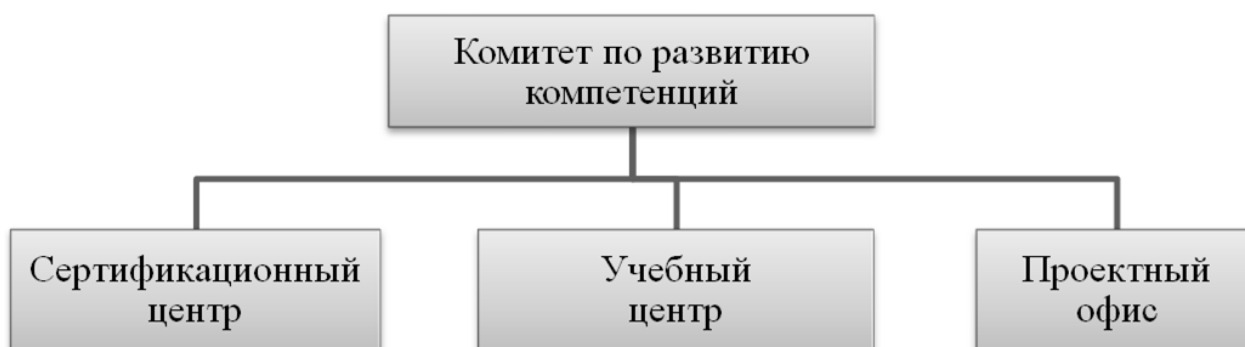 Комитет по развитию
компетенций
Сертификационный
центр
Учебный
центр
Проектный
офис